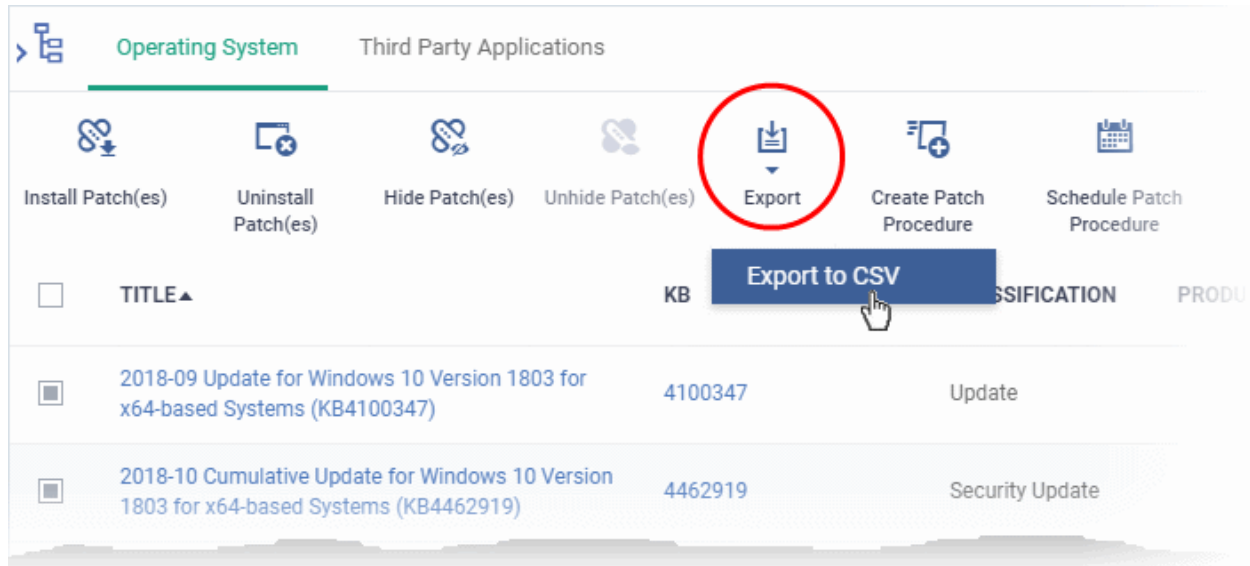 Operating System Third Party Applications
Install Patch(es) Uninstall Patch(es) Hide Patch(es) Unhide Patch(es) Export Create Patch Procedure Schedule Patch Procedure
Export to CSV
TITLE▲ KB SSIFICATION PRODU
2018-09 Update for Windows 10 Version 1803 for
x64-based Systems (KB4100347) 4100347 Update
2018-10 Cumulative Update for Windows 10 Version
1803 for x64-based Systems (KB4462919) 4462919 Security Update